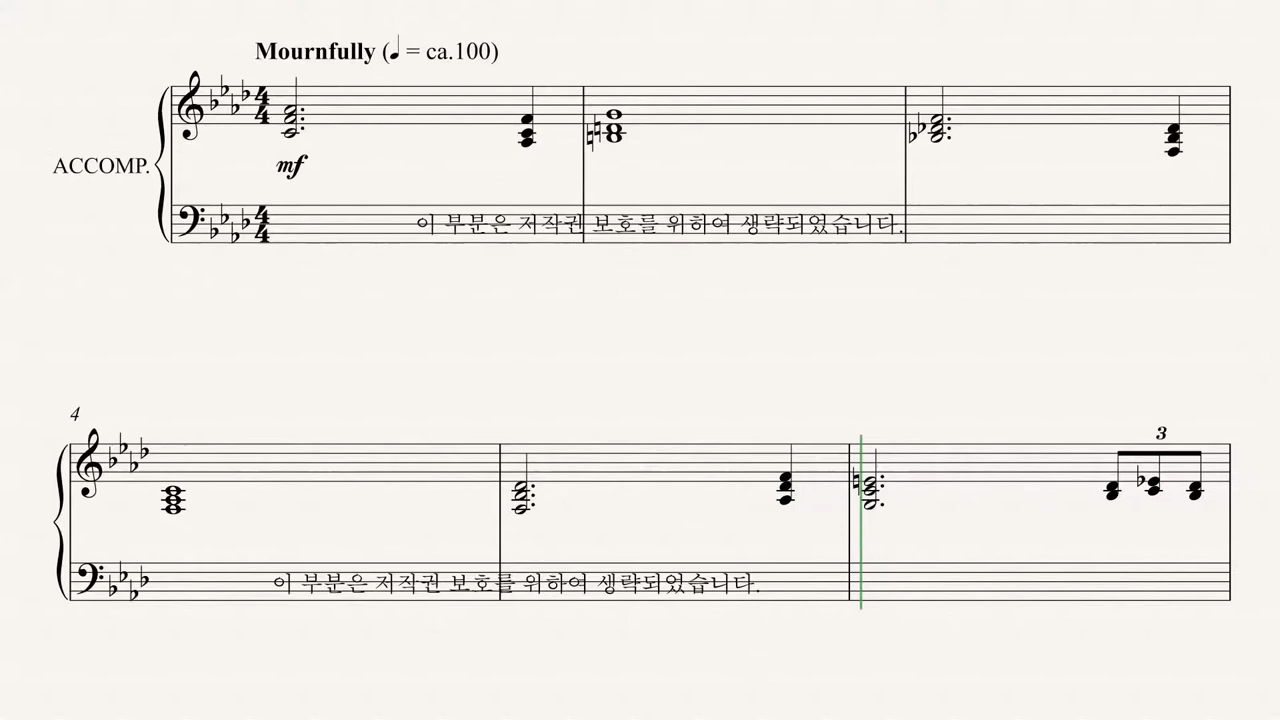 Mournfully (♩ = ca.100)
ACCOMP.
mf
이 부분은 저작권 보호를 위하여 생략되었습니다.
4
3
이 부분은 저작권 보호를 위하여 생략되었습니다.